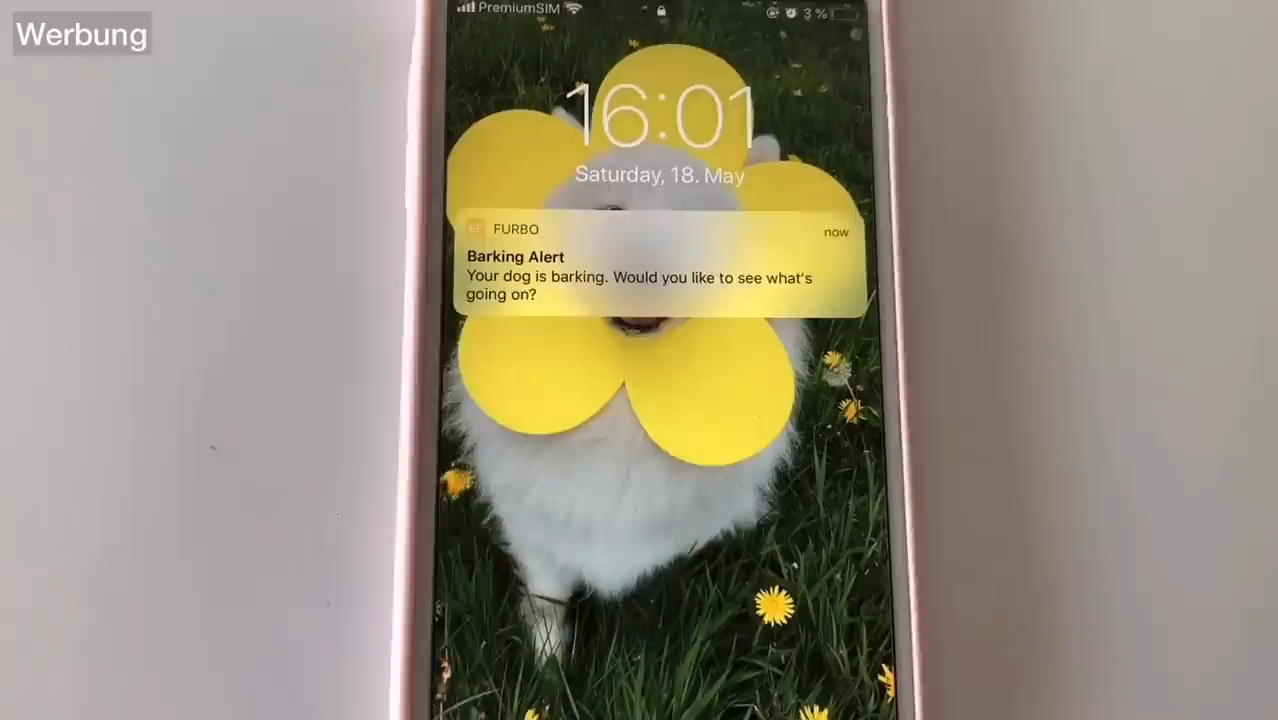 Werbung
PremiumSIM 3 %
16:01
Saturday, 18. May
FURBO now
Barking Alert
Your dog is barking. Would you like to see what's
going on?